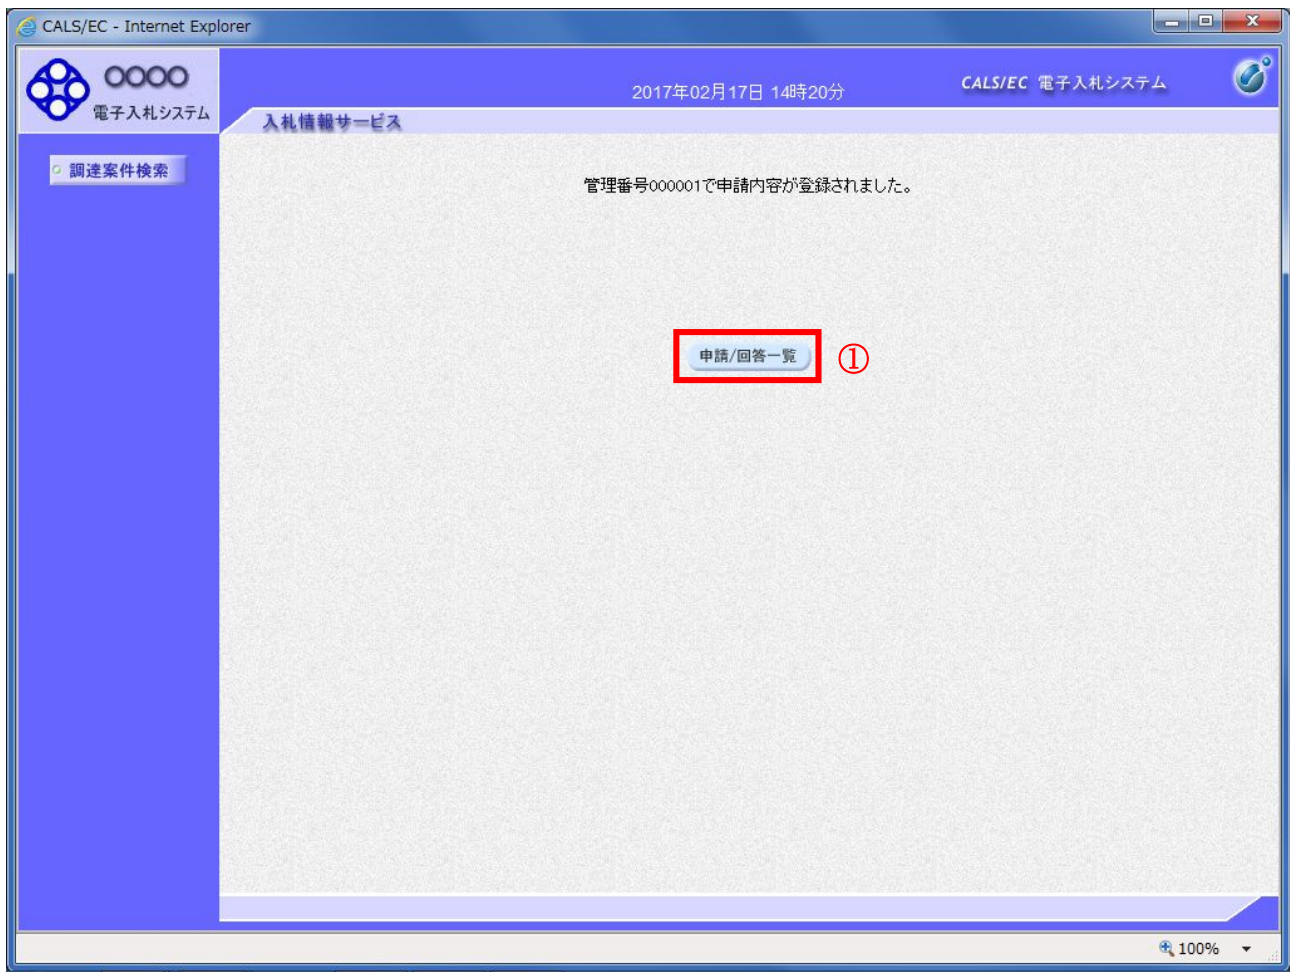 CALS/EC - Internet Explorer
○○○○
電子入札システム
2017年02月17日 14時20分
CALS/EC 電子入札システム
入札情報サービス
調達案件検索
管理番号000001で申請内容が登録されました。
申請/回答一覧
①
100%